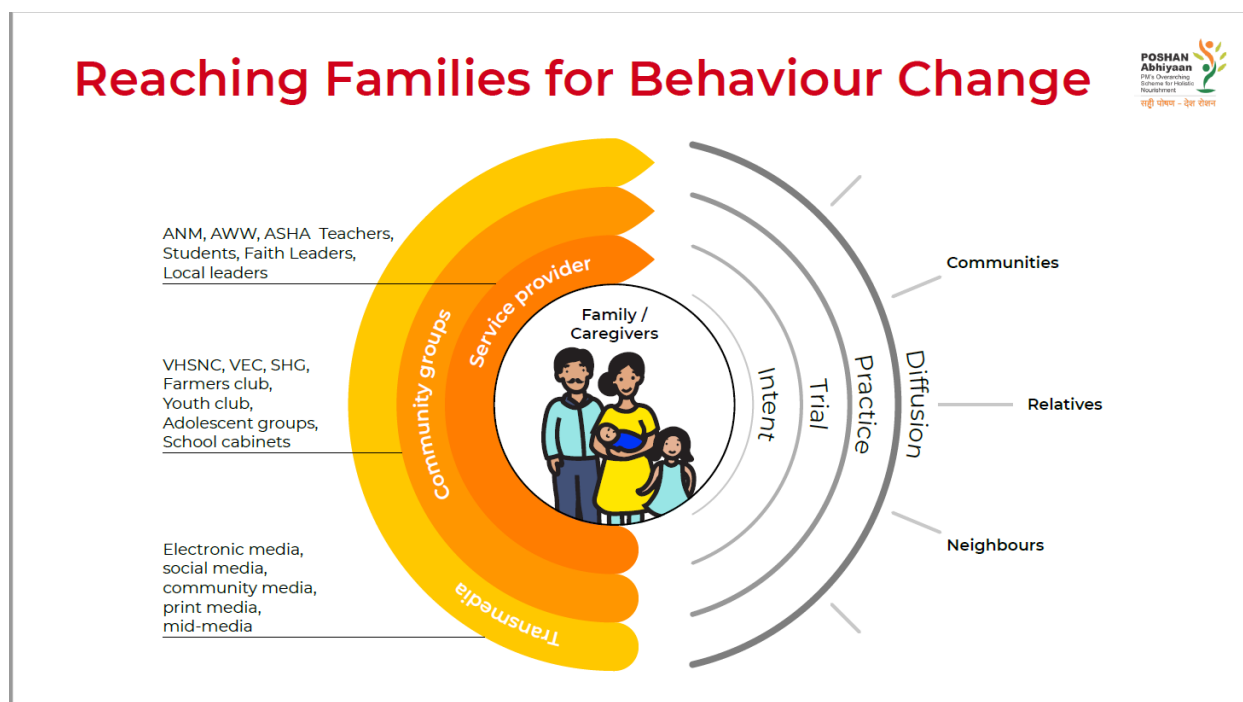 Reaching Families for Behaviour Change
POSHAN
Abhiyaan
PM's Overarching
Scheme for Holistic
Nourishment
सही पोषण – देश रोशन
ANM, AWW, ASHA  Teachers,
Students, Faith Leaders,
Local leaders
VHSNC, VEC, SHG,
Farmers club,
Youth club,
Adolescent groups,
School cabinets
Electronic media,
social media,
community media,
print media,
mid-media
Transmedia
Community groups
Service provider
Family /
Caregivers
Intent
Trial
Practice
Diffusion
Communities
Relatives
Neighbours